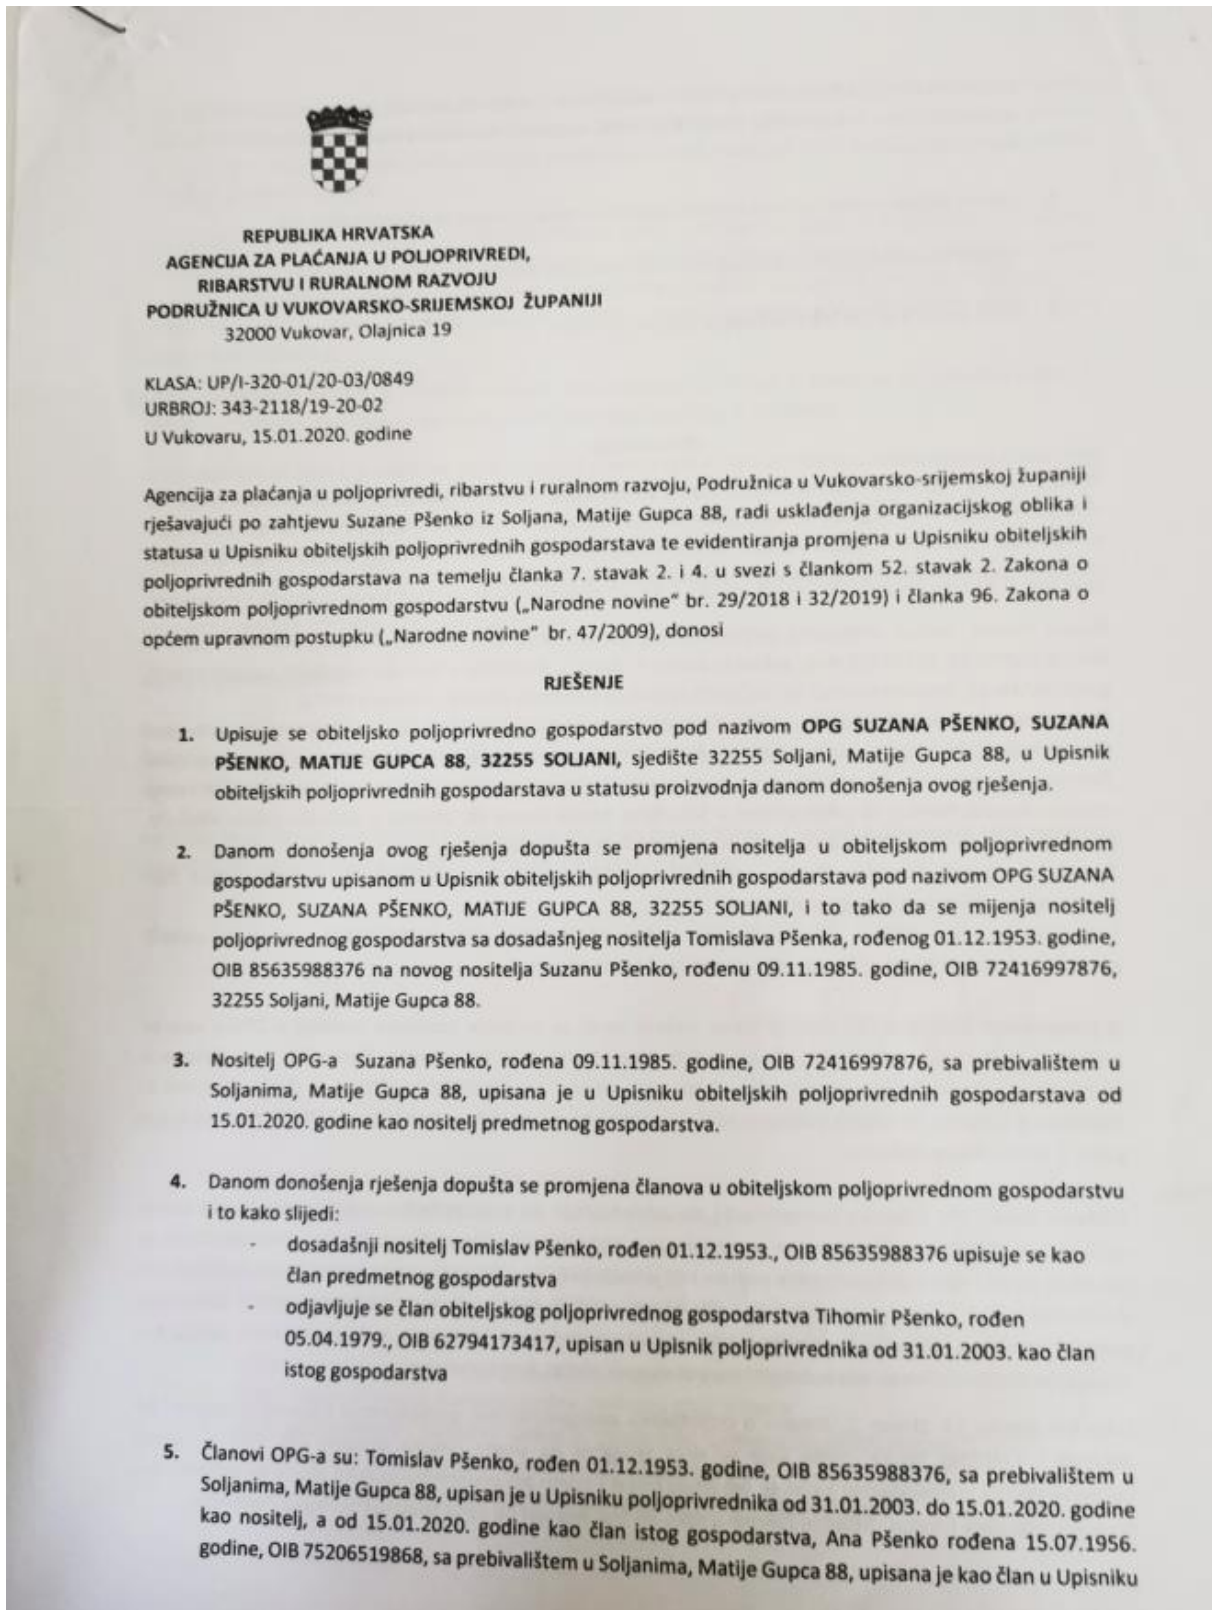 REPUBLIKA HRVATSKA
AGENCIJA ZA PLAĆANJA U POLJOPRIVREDI,
RIBARSTVU I RURALNOM RAZVOJU
PODRUŽNICA U VUKOVARSKO-SRIJEMSKOJ ŽUPANIJI
32000 Vukovar, Olajnica 19
KLASA: UP/I-320-01/20-03/0849
URBROJ: 343-2118/19-20-02
U Vukovaru, 15.01.2020. godine
Agencija za plaćanja u poljoprivredi, ribarstvu i ruralnom razvoju, Podružnica u Vukovarsko-srijemskoj županiji
rješavajući po zahtjevu Suzane Pšenko iz Soljana, Matije Gupca 88, radi usklađenja organizacijskog oblika i
statusa u Upisniku obiteljskih poljoprivrednih gospodarstava te evidentiranja promjena u Upisniku obiteljskih
poljoprivrednih gospodarstava na temelju članka 7. stavak 2. i 4. u svezi s člankom 52. stavak 2. Zakona o
obiteljskom poljoprivrednom gospodarstvu („Narodne novine“ br. 29/2018 i 32/2019) i članka 96. Zakona o
općem upravnom postupku („Narodne novine“ br. 47/2009), donosi
RJEŠENJE
1. Upisuje se obiteljsko poljoprivredno gospodarstvo pod nazivom OPG SUZANA PŠENKO, SUZANA
PŠENKO, MATIJE GUPCA 88, 32255 SOLJANI, sjedište 32255 Soljani, Matije Gupca 88, u Upisnik
obiteljskih poljoprivrednih gospodarstava u statusu proizvodnja danom donošenja ovog rješenja.
2. Danom donošenja ovog rješenja dopušta se promjena nositelja u obiteljskom poljoprivrednom
gospodarstvu upisanom u Upisnik obiteljskih poljoprivrednih gospodarstava pod nazivom OPG SUZANA
PŠENKO, SUZANA PŠENKO, MATIJE GUPCA 88, 32255 SOLJANI, i to tako da se mijenja nositelj
poljoprivrednog gospodarstva sa dosadašnjeg nositelja Tomislava Pšenka, rođenog 01.12.1953. godine,
OIB 85635988376 na novog nositelja Suzanu Pšenko, rođenu 09.11.1985. godine, OIB 72416997876,
32255 Soljani, Matije Gupca 88.
3. Nositelj OPG-a Suzana Pšenko, rođena 09.11.1985. godine, OIB 72416997876, sa prebivalištem u
Soljanima, Matije Gupca 88, upisana je u Upisniku obiteljskih poljoprivrednih gospodarstava od
15.01.2020. godine kao nositelj predmetnog gospodarstva.
4. Danom donošenja rješenja dopušta se promjena članova u obiteljskom poljoprivrednom gospodarstvu
i to kako slijedi:
- dosadašnji nositelj Tomislav Pšenko, rođen 01.12.1953., OIB 85635988376 upisuje se kao
član predmetnog gospodarstva
- odjavljuje se član obiteljskog poljoprivrednog gospodarstva Tihomir Pšenko, rođen
05.04.1979., OIB 62794173417, upisan u Upisnik poljoprivrednika od 31.01.2003. kao član
istog gospodarstva
5. Članovi OPG-a su: Tomislav Pšenko, rođen 01.12.1953. godine, OIB 85635988376, sa prebivalištem u
Soljanima, Matije Gupca 88, upisan je u Upisniku poljoprivrednika od 31.01.2003. do 15.01.2020. godine
kao nositelj, a od 15.01.2020. godine kao član istog gospodarstva, Ana Pšenko rođena 15.07.1956.
godine, OIB 75206519868, sa prebivalištem u Soljanima, Matije Gupca 88, upisana je kao član u Upisniku